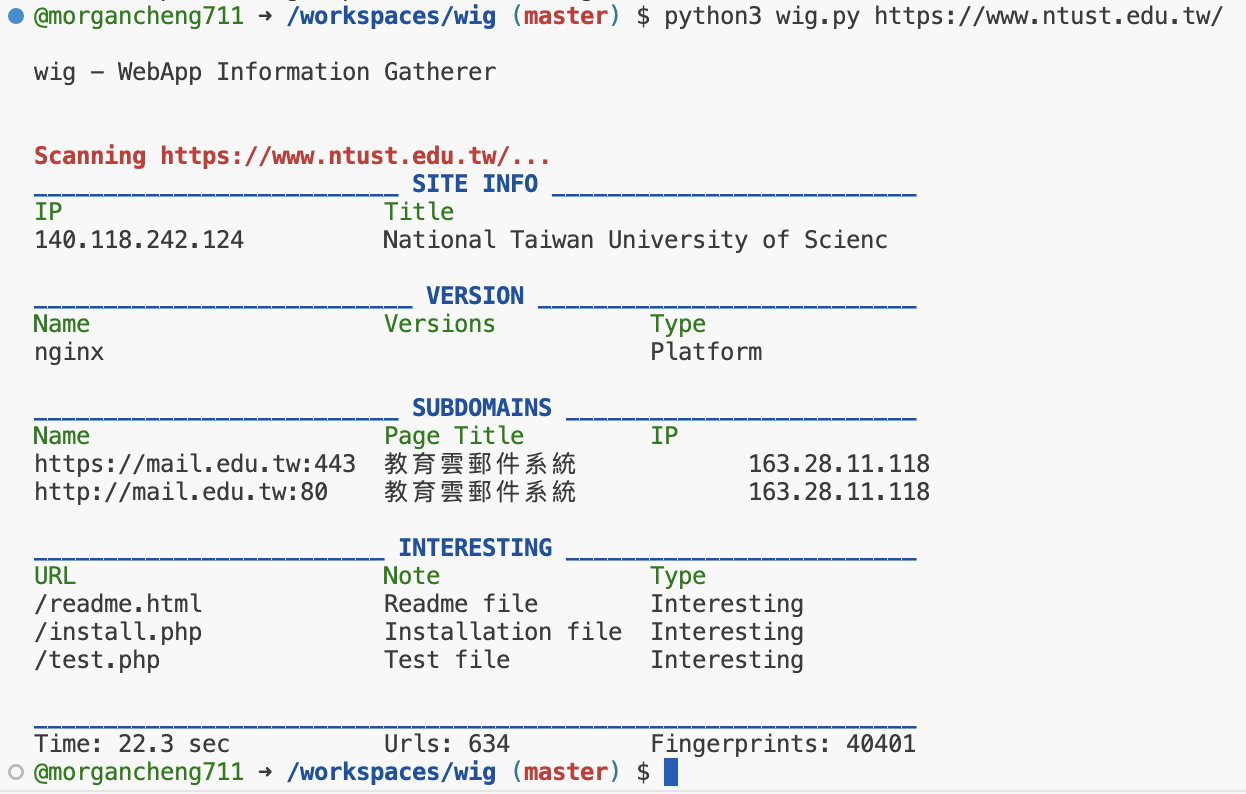 @morgancheng711 → /workspaces/wig (master) $ python3 wig.py https://www.ntust.edu.tw/
wig – WebApp Information Gatherer
Scanning https://www.ntust.edu.tw/...
__________________________ SITE INFO __________________________
IP Title
140.118.242.124 National Taiwan University of Scienc
___________________________ VERSION ___________________________
Name Versions Type
nginx Platform
__________________________ SUBDOMAINS _________________________
Name Page Title IP
https://mail.edu.tw:443 教育雲郵件系統 163.28.11.118
http://mail.edu.tw:80 教育雲郵件系統 163.28.11.118
_________________________ INTERESTING _________________________
URL Note Type
/readme.html Readme file Interesting
/install.php Installation file Interesting
/test.php Test file Interesting
_______________________________________________________________
Time: 22.3 sec Urls: 634 Fingerprints: 40401
@morgancheng711 → /workspaces/wig (master) $